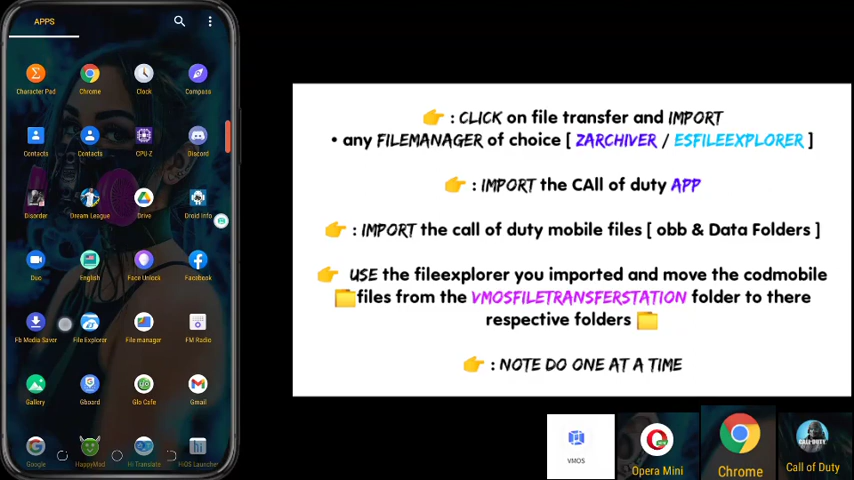 APPS
Character Pad
Chrome
Clock
Compass
Contacts
Contacts
CPU-Z
Discord
Disorder
Dream League
Drive
Droid Info
Duo
English
Face Unlock
Facebook
Fb Media Saver
File Explorer
File manager
FM Radio
Gallery
Gboard
Glo Cafe
Gmail
Google
HappyMod
Hi Translate
HiOS Launcher
👉 : CLICK on file transfer and IMPORT
• any FILEMANAGER of choice [ ZARCHIVER / ESFILEEXPLORER ]
👉 : IMPORT the CAll of duty APP
👉 : IMPORT the call of duty mobile files [ obb & Data Folders ]
👉 USE the fileexplorer you imported and move the codmobile
📁files from the VMOSFILETRANSFERSTATION folder to there
respective folders 📁
👉 : NOTE DO ONE AT A TIME
VMOS
Opera Mini
Chrome
CALL OF DUTY
Call of Duty